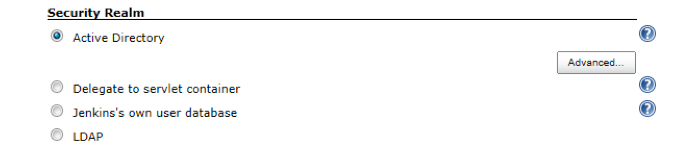 Security Realm
Active Directory
Advanced...
Delegate to servlet container
Jenkins's own user database
LDAP